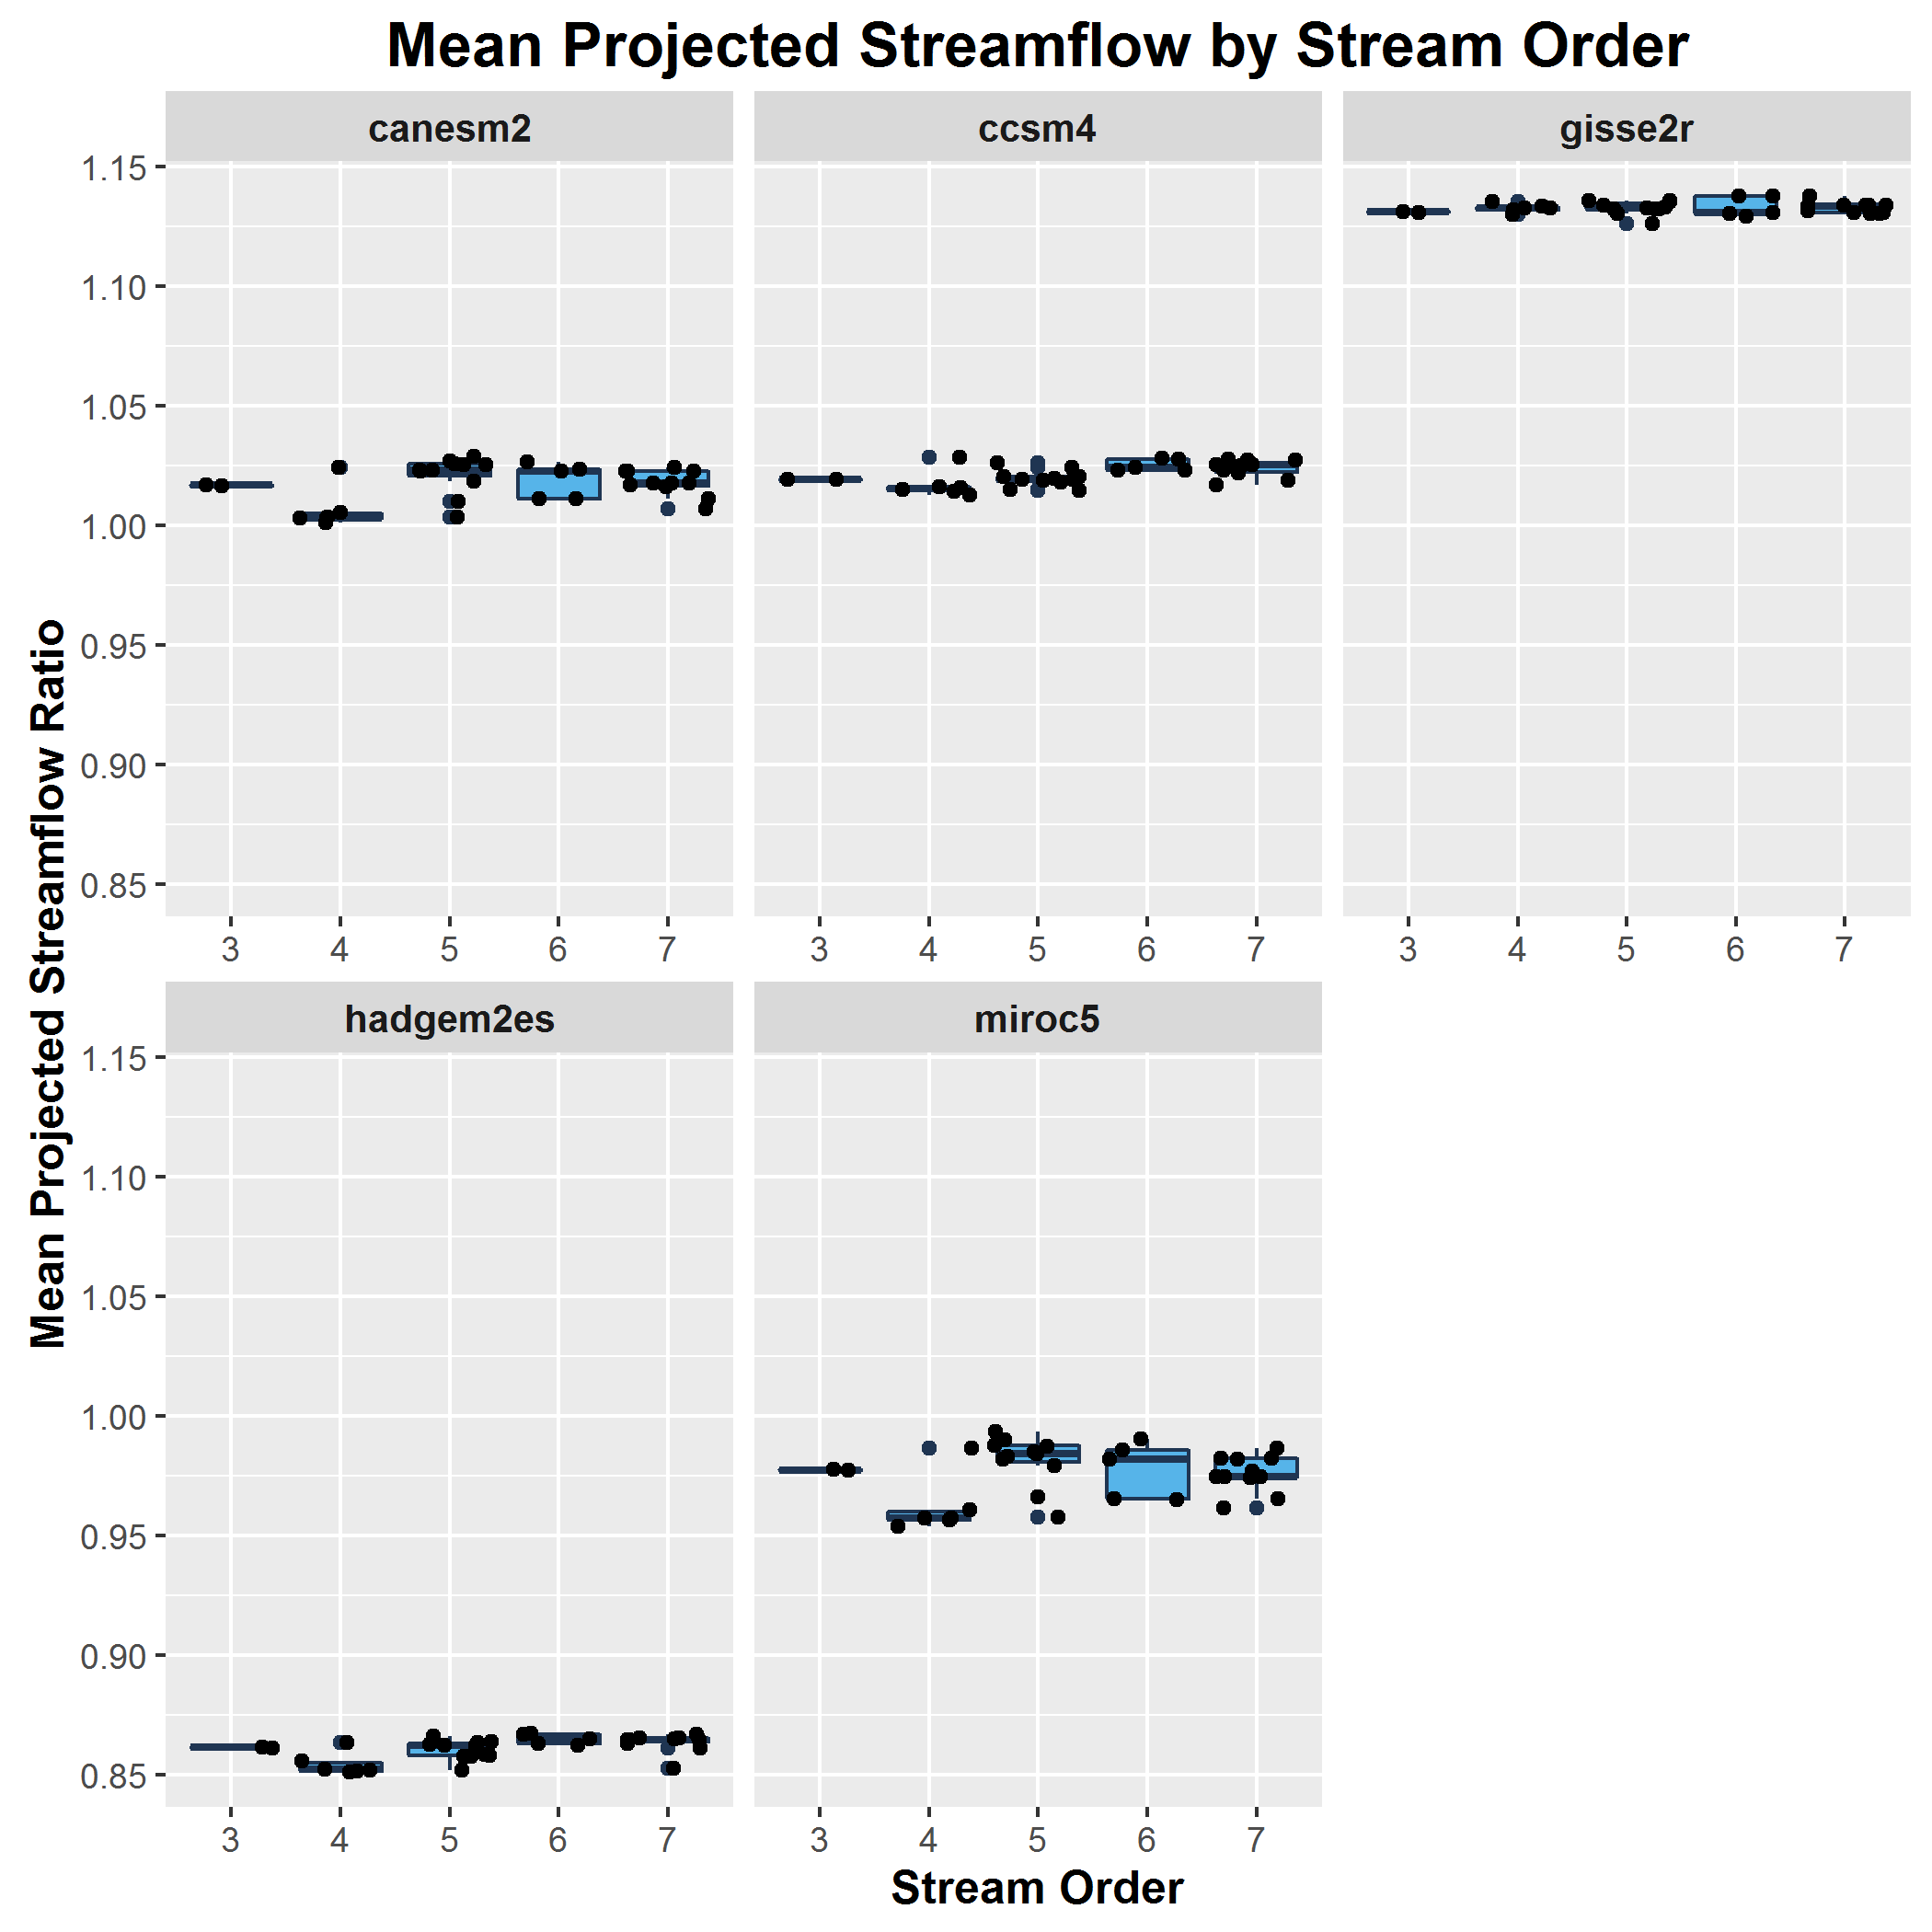 Mean Projected Streamflow by Stream Order
canesm2
ccsm4
gisse2r
1.15
1.10
1.05
1.00
0.95
0.90
0.85
3 4 5 6 7
3 4 5 6 7
3 4 5 6 7
Mean Projected Streamflow Ratio
hadgem2es
miroc5
1.15
1.10
1.05
1.00
0.95
0.90
0.85
3 4 5 6 7
3 4 5 6 7
Stream Order